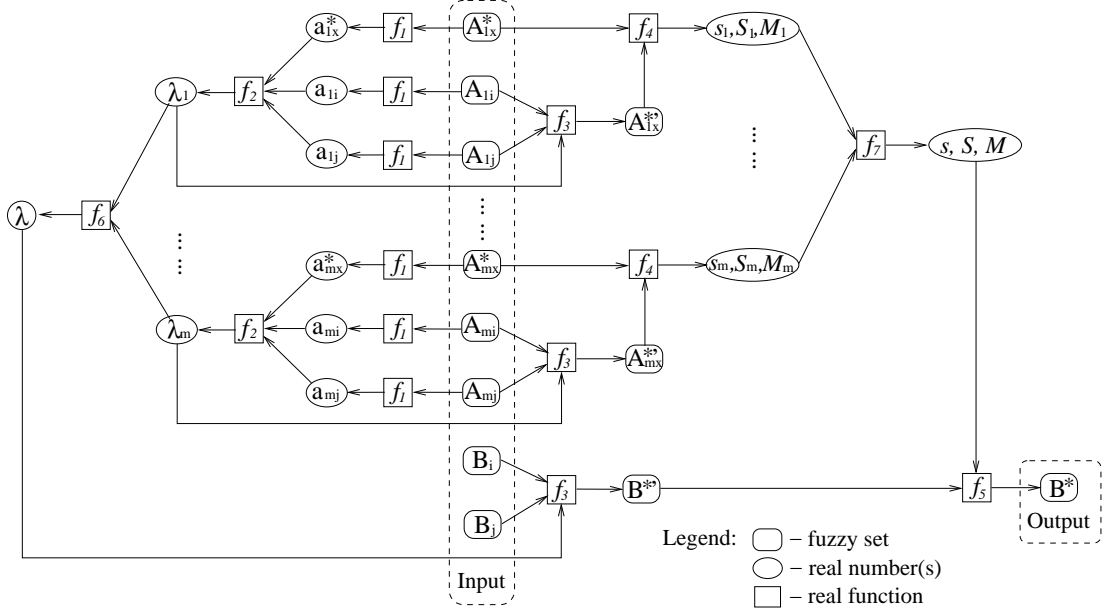 a*1x f1 A*1x f4 s1,S1,M1
λ1 f2 a1i f1 A1i f3 A*'1x
a1j f1 A1j
f7 s, S, M
λ f6
a*mx f1 A*mx f4 sm,Sm,Mm
λm f2 ami f1 Ami f3 A*'mx
amj f1 Amj
Bi
f3 B*' f5 B*
Bj
Output
Input
Legend:
– fuzzy set
– real number(s)
– real function